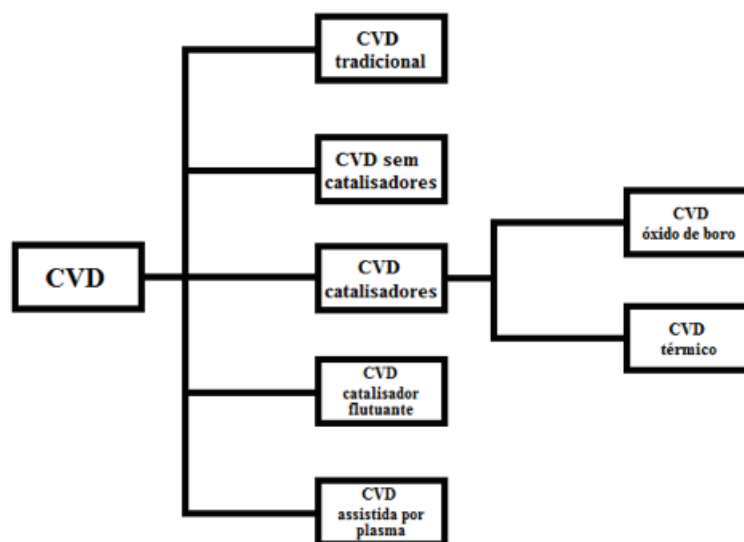 CVD
CVD
tradicional
CVD sem
catalisadores
CVD
catalisadores
CVD
catalisador
flutuante
CVD
assistida por
plasma
CVD
óxido de boro
CVD
térmico